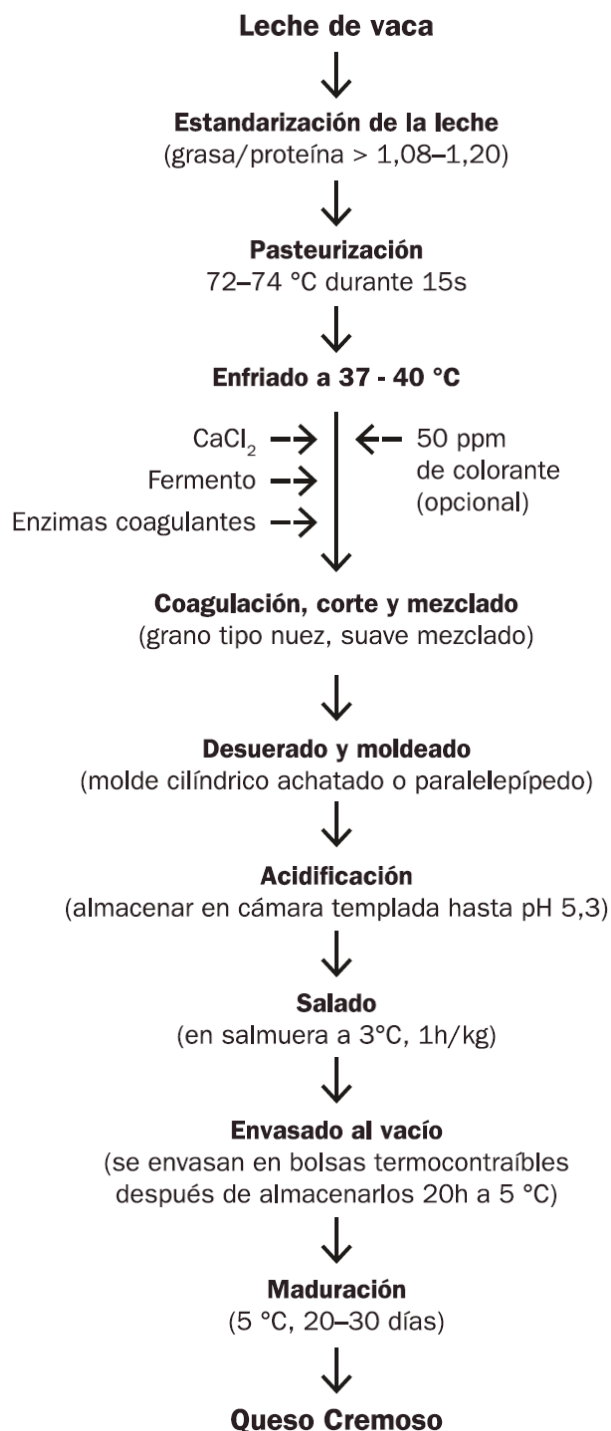 Leche de vaca
Estandarización de la leche
(grasa/proteína > 1,08–1,20)
Pasteurización
72–74 °C durante 15s
Enfriado a 37 - 40 °C
CaCl₂
50 ppm
de colorante
(opcional)
Fermento
Enzimas coagulantes
Coagulación, corte y mezclado
(grano tipo nuez, suave mezclado)
Desuerado y moldeado
(molde cilíndrico achatado o paralelepípedo)
Acidificación
(almacenar en cámara templada hasta pH 5,3)
Salado
(en salmuera a 3°C, 1h/kg)
Envasado al vacío
(se envasan en bolsas termocontraíbles
después de almacenarlos 20h a 5 °C)
Maduración
(5 °C, 20–30 días)
Queso Cremoso